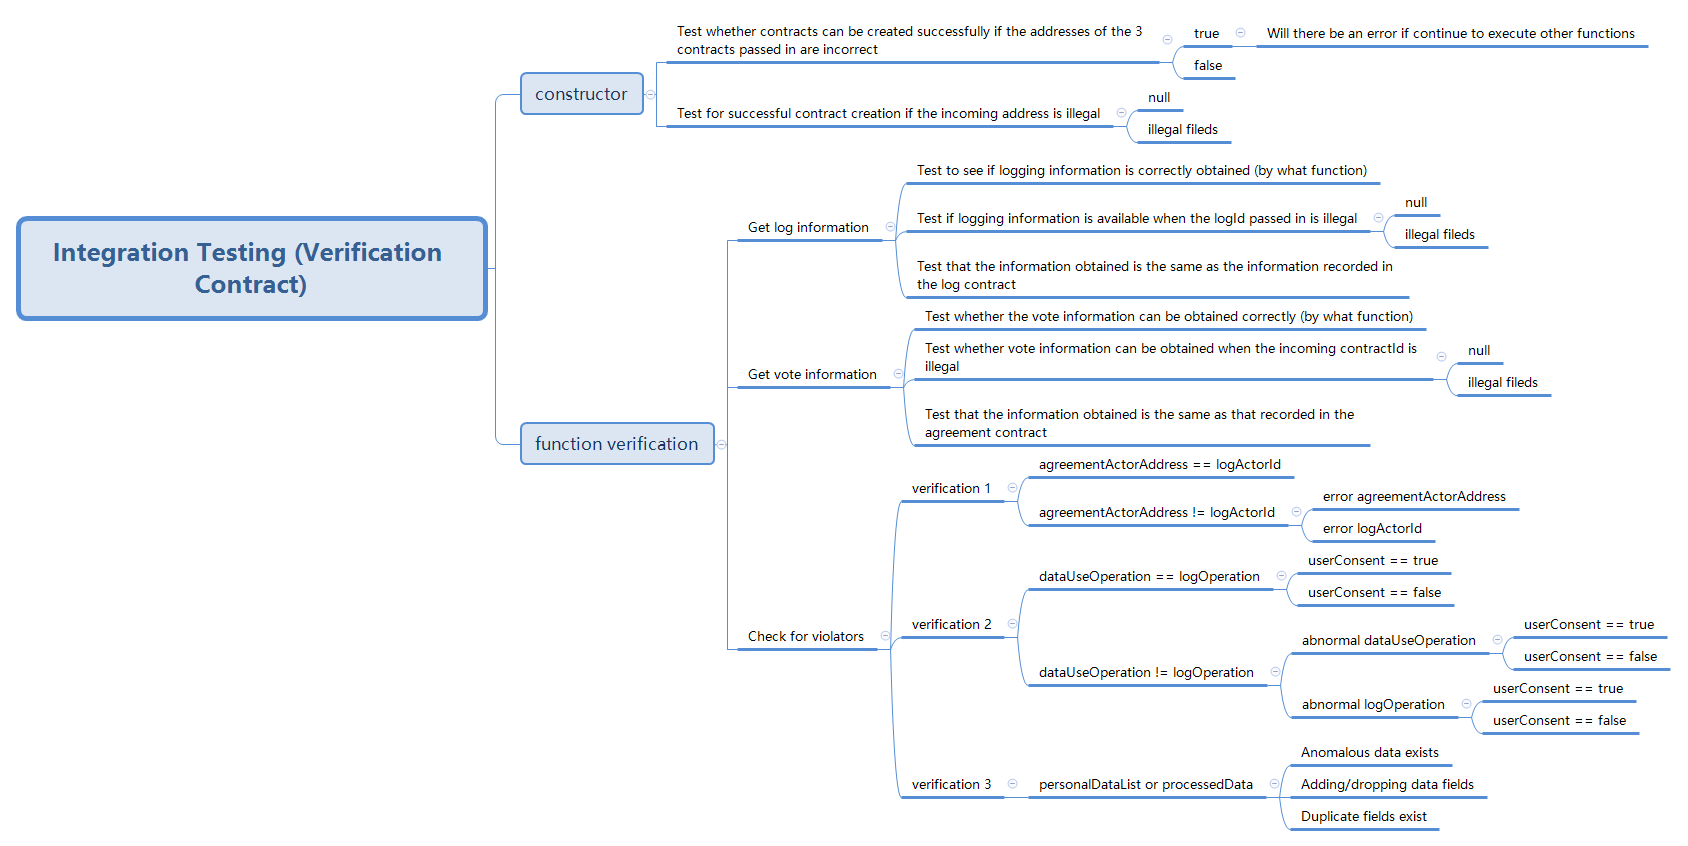 Integration Testing (Verification
Contract)
constructor
Test whether contracts can be created successfully if the addresses of the 3
contracts passed in are incorrect
true
Will there be an error if continue to execute other functions
false
Test for successful contract creation if the incoming address is illegal
null
illegal fileds
function verification
Get log information
Test to see if logging information is correctly obtained (by what function)
Test if logging information is available when the logId passed in is illegal
null
illegal fileds
Test that the information obtained is the same as the information recorded in
the log contract
Get vote information
Test whether the vote information can be obtained correctly (by what function)
Test whether vote information can be obtained when the incoming contractId is
illegal
null
illegal fileds
Test that the information obtained is the same as that recorded in the
agreement contract
Check for violators
verification 1
agreementActorAddress == logActorId
agreementActorAddress != logActorId
error agreementActorAddress
error logActorId
verification 2
dataUseOperation == logOperation
userConsent == true
userConsent == false
dataUseOperation != logOperation
abnormal dataUseOperation
userConsent == true
userConsent == false
abnormal logOperation
userConsent == true
userConsent == false
verification 3
personalDataList or processedData
Anomalous data exists
Adding/dropping data fields
Duplicate fields exist